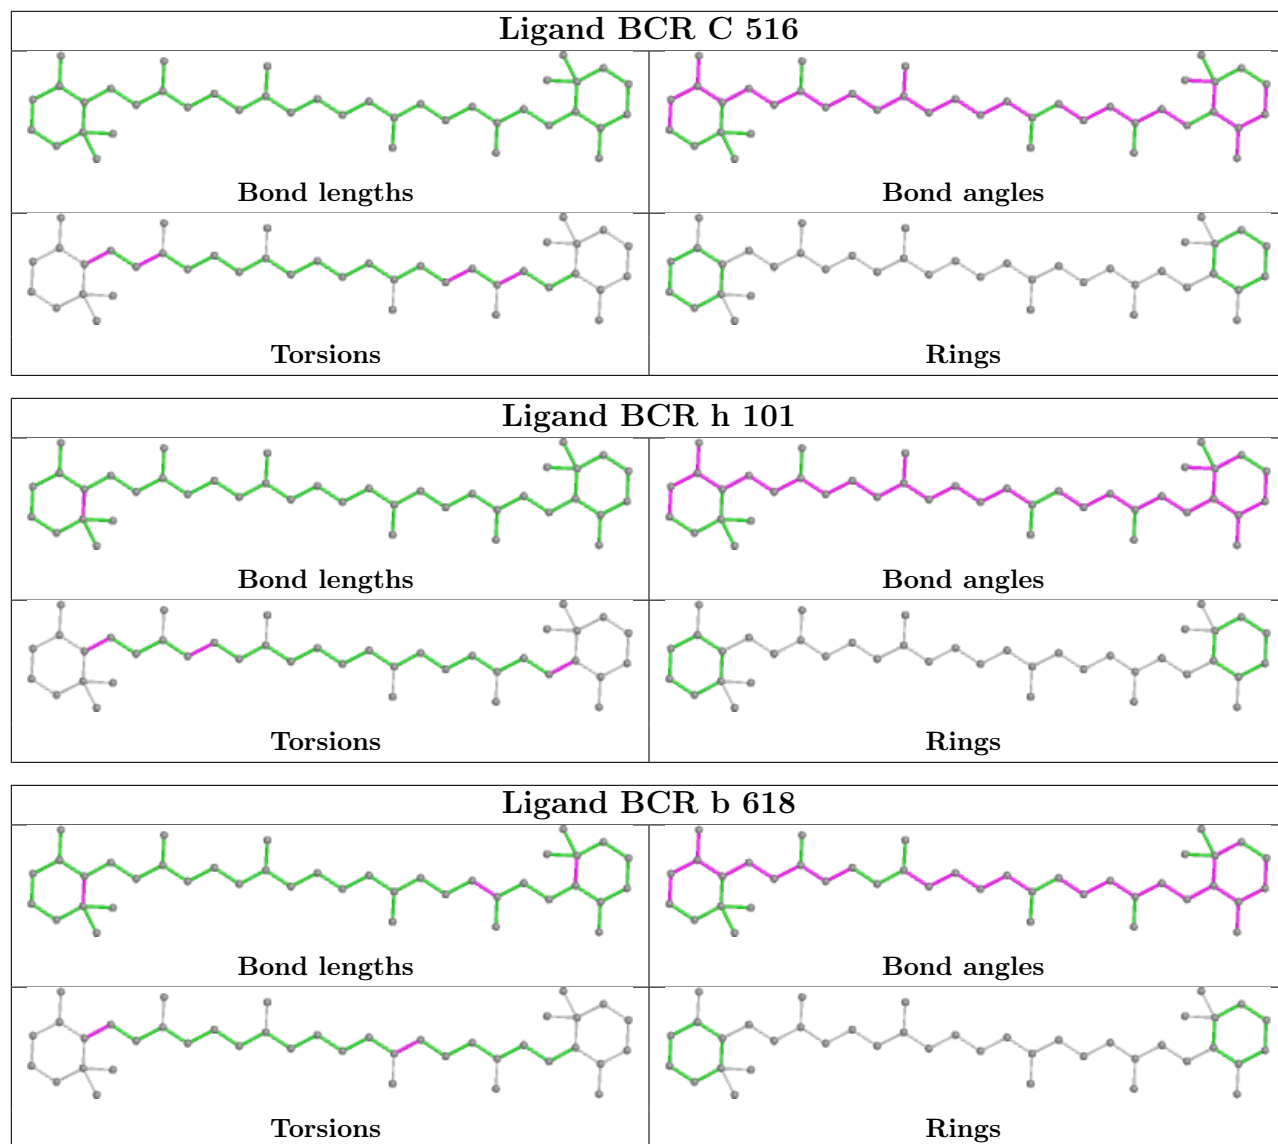 Ligand BCR C 516
Bond lengths
Bond angles
Torsions
Rings
Ligand BCR h 101
Bond lengths
Bond angles
Torsions
Rings
Ligand BCR b 618
Bond lengths
Bond angles
Torsions
Rings